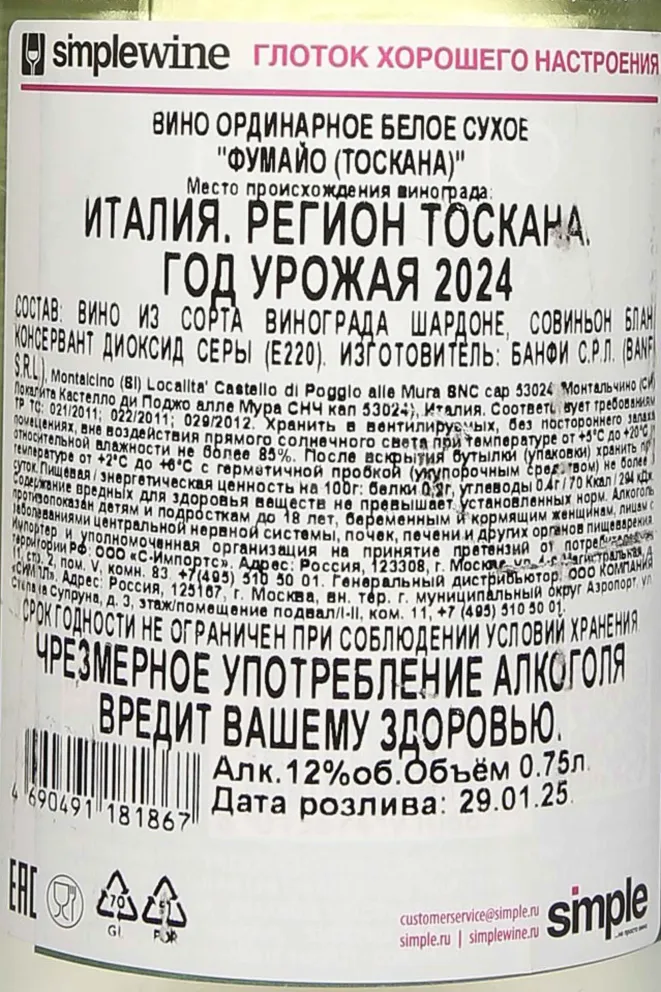 simplewine ГЛОТОК ХОРОШЕГО НАСТРОЕНИЯ
ВИНО ОРДИНАРНОЕ БЕЛОЕ СУХОЕ
"ФУМАЙО (ТОСКАНА)"
Место происхождения винограда:
ИТАЛИЯ. РЕГИОН ТОСКАНА.
ГОД УРОЖАЯ 2024
СОСТАВ: ВИНО ИЗ СОРТА ВИНОГРАДА ШАРДОНЕ, СОВИНЬОН БЛАН
КОНСЕРВАНТ ДИОКСИД СЕРЫ (Е220). ИЗГОТОВИТЕЛЬ: БАНФИ С.Р.Л. (BANFI
S.R.L), Montalcino (SI) Localita' Castello di Poggio alle Mura SNC cap 53024 Монтальчино (СИ)
Локалита Кастелло ди Поджо алле Мура СНЧ кап 53024), Италия. Соответствует требованиям
ТР ТС: 021/2011; 022/2011; 029/2012. Хранить в вентилируемых, без постороннего запаха
помещениях, вне воздействия прямого солнечного света при температуре от +5°C до +20°C,
относительной влажности не более 85%. После вскрытия бутылки (упаковки) хранить при
температуре от +2°C до +6°C с герметичной пробкой (укупорочным средством) не более
суток. Пищевая / энергетическая ценность на 100г: белки 0,2г, углеводы 0.4г / 70 Ккал / 294 кДж.
Содержание вредных для здоровья веществ не превышает установленных норм. Алкоголь
противопоказан детям и подросткам до 18 лет, беременным и кормящим женщинам, лицам с
заболеваниями центральной нервной системы, почек, печени и других органов пищеварения.
Импортер и уполномоченная организация на принятие претензий от потребителей
территории РФ: ООО «С-Импортс». Адрес: Россия, 123308, г. Москва, Магистральная, д.
11, стр. 2, пом. V, комн. 83. +7(495) 510 50 01. Генеральный дистрибьютор: ООО КОМПАНИЯ
«СИМПЛ». Адрес: Россия, 125167, г. Москва, вн. тер. г. муниципальный округ Аэропорт, ул.
Степана Супруна, д. 3, этаж/помещение подвал/I-II, ком. 11, +7 (495) 510 50 01.
СРОК ГОДНОСТИ НЕ ОГРАНИЧЕН ПРИ СОБЛЮДЕНИИ УСЛОВИЙ ХРАНЕНИЯ
ЧРЕЗМЕРНОЕ УПОТРЕБЛЕНИЕ АЛКОГОЛЯ
ВРЕДИТ ВАШЕМУ ЗДОРОВЬЮ.
Алк.12%об.Объём 0.75л.
Дата розлива: 29.01.25
4 690491 181867
EAC
70
GL
PUR
customerservice@simple.ru
simple.ru | simplewine.ru
simple
...не просто вино